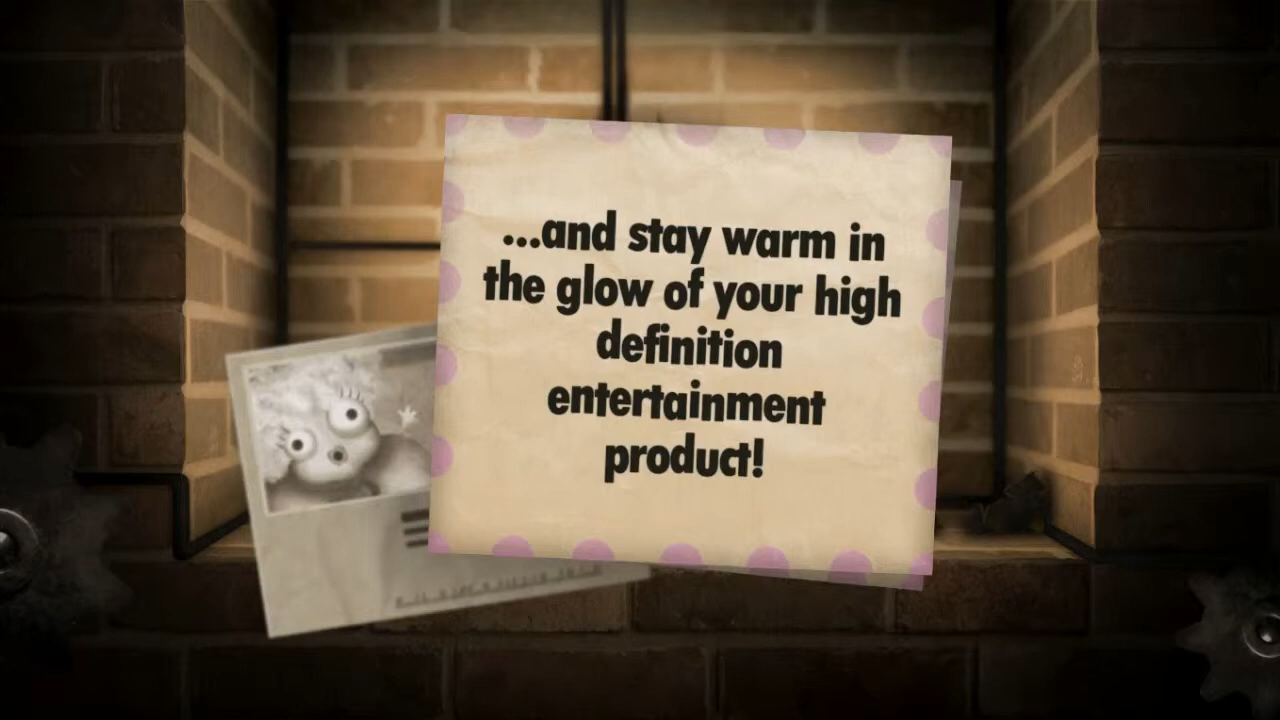 ...and stay warm in
the glow of your high
definition
entertainment
product!